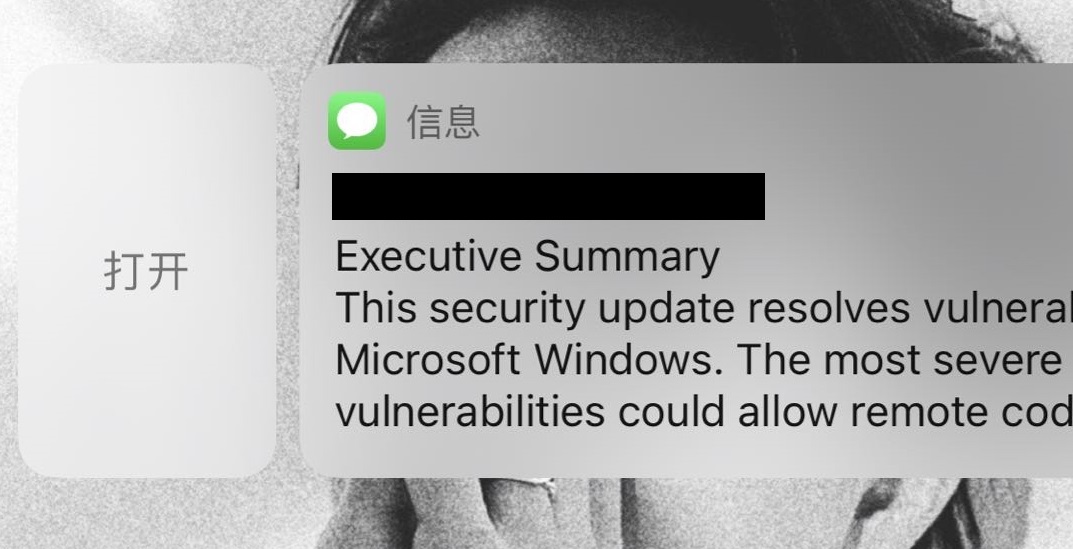 信息
打开
Executive Summary
This security update resolves
Microsoft Windows. The most severe
vulnerabilities could allow remote